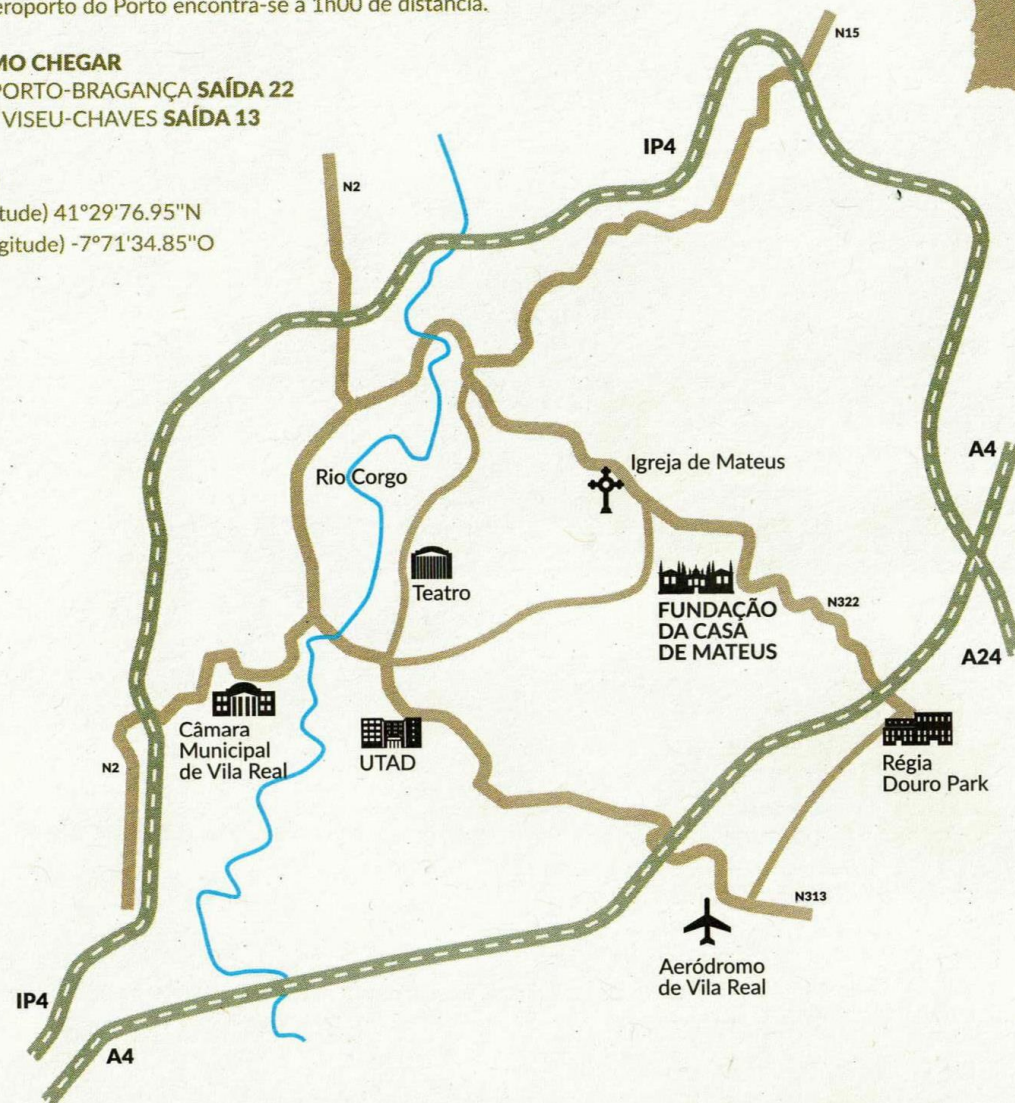 eroporto do Porto encontra-se a 1h00 de distância.
MO CHEGAR
PORTO-BRAGANÇA SAÍDA 22
VISEU-CHAVES SAÍDA 13
tude) 41°29'76.95''N
gitude) -7°71'34.85''O
N15
IP4
N2
A4
Rio Corgo
Igreja de Mateus
Teatro
FUNDAÇÃO
DA CASA
DE MATEUS
N322
A24
Câmara
Municipal
de Vila Real
UTAD
N2
Régia
Douro Park
N313
Aeródromo
de Vila Real
IP4
A4